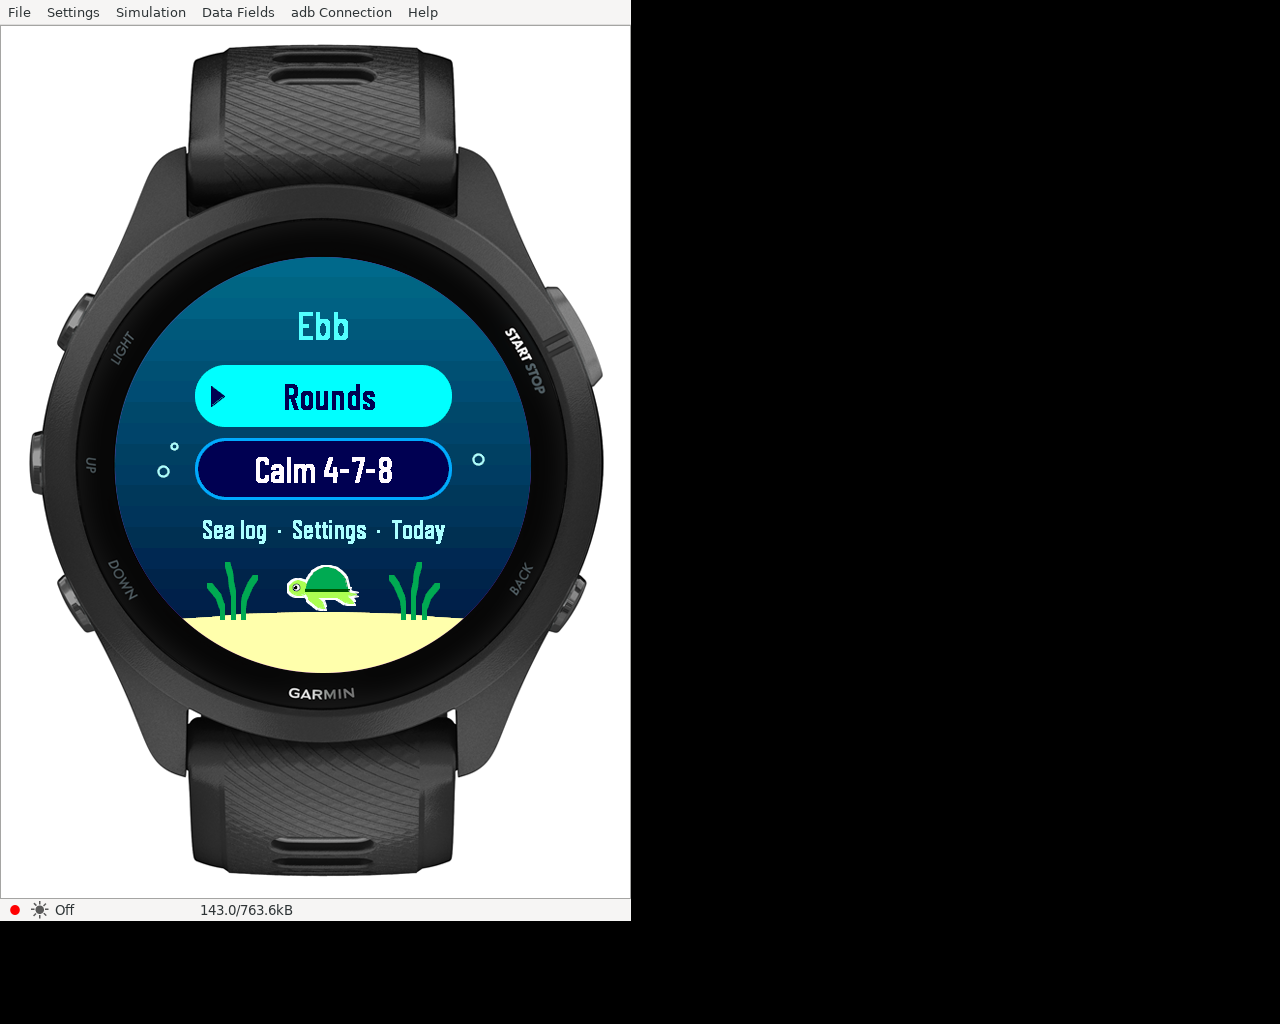 File Settings Simulation Data Fields adb Connection Help
Ebb
LIGHT
START STOP
Rounds
UP
Calm 4-7-8
Sea log · Settings · Today
DOWN
BACK
GARMIN
Off 143.0/763.6kB